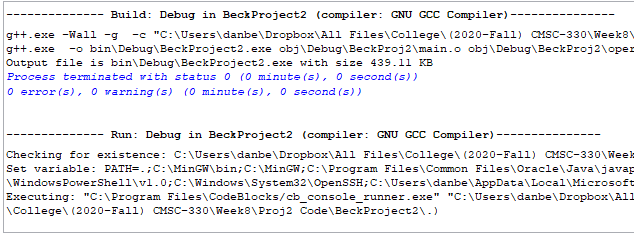 -------------- Build: Debug in BeckProject2 (compiler: GNU GCC Compiler)---------------
g++.exe -Wall -g -c "C:\Users\danbe\Dropbox\All Files\College\(2020-Fall) CMSC-330\Week8\
g++.exe -o bin\Debug\BeckProject2.exe obj\Debug\BeckProj2\main.o obj\Debug\BeckProj2\oper
Output file is bin\Debug\BeckProject2.exe with size 439.11 KB
Process terminated with status 0 (0 minute(s), 0 second(s))
0 error(s), 0 warning(s) (0 minute(s), 0 second(s))
-------------- Run: Debug in BeckProject2 (compiler: GNU GCC Compiler)---------------
Checking for existence: C:\Users\danbe\Dropbox\All Files\College\(2020-Fall) CMSC-330\Week
Set variable: PATH=.;C:\MinGW\bin;C:\MinGW;C:\Program Files\Common Files\Oracle\Java\javap
\WindowsPowerShell\v1.0;C:\Windows\System32\OpenSSH;C:\Users\danbe\AppData\Local\Microsoft
Executing: "C:\Program Files\CodeBlocks/cb_console_runner.exe" "C:\Users\danbe\Dropbox\All
\College\(2020-Fall) CMSC-330\Week8\Proj2 Code\BeckProject2\.)